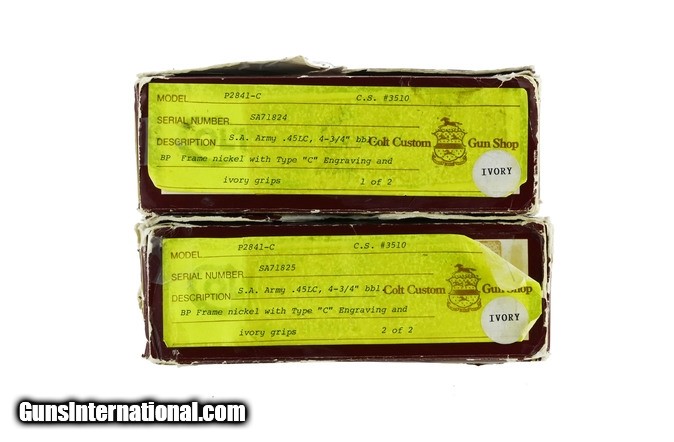 MODEL P2841-C C.S. #3510
SERIAL NUMBER SA71824
DESCRIPTION S.A. Army .45LC, 4-3/4" bbl
Colt Custom Gun Shop
BP Frame nickel with Type "C" Engraving and
ivory grips 1 of 2
IVORY
MODEL P2841-C C.S. #3510
SERIAL NUMBER SA71825
DESCRIPTION S.A. Army .45LC, 4-3/4" bbl
Colt Custom Gun Shop
BP Frame nickel with Type "C" Engraving and
ivory grips 2 of 2
IVORY
GunsInternational.com